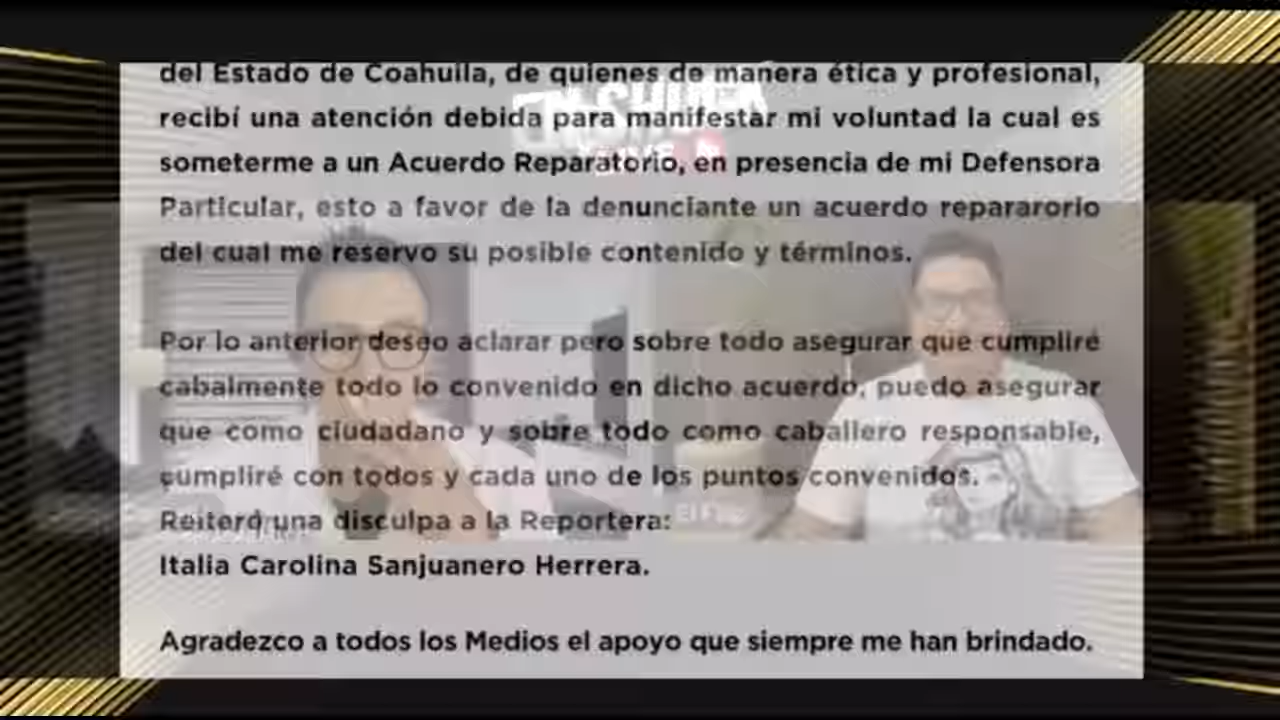 del Estado de Coahuila, de quienes de manera ética y profesional,
recibí una atención debida para manifestar mi voluntad la cual es
someterme a un Acuerdo Reparatorio, en presencia de mi Defensora
Particular, esto a favor de la denunciante un acuerdo repararorio
del cual me reservo su posible contenido y términos.
Por lo anterior deseo aclarar pero sobre todo asegurar que cumpliré
cabalmente todo lo convenido en dicho acuerdo, puedo asegurar
que como ciudadano y sobre todo como caballero responsable,
cumpliré con todos y cada uno de los puntos convenidos.
Reiteró una disculpa a la Reportera:
Italia Carolina Sanjuanero Herrera.
Agradezco a todos los Medios el apoyo que siempre me han brindado.